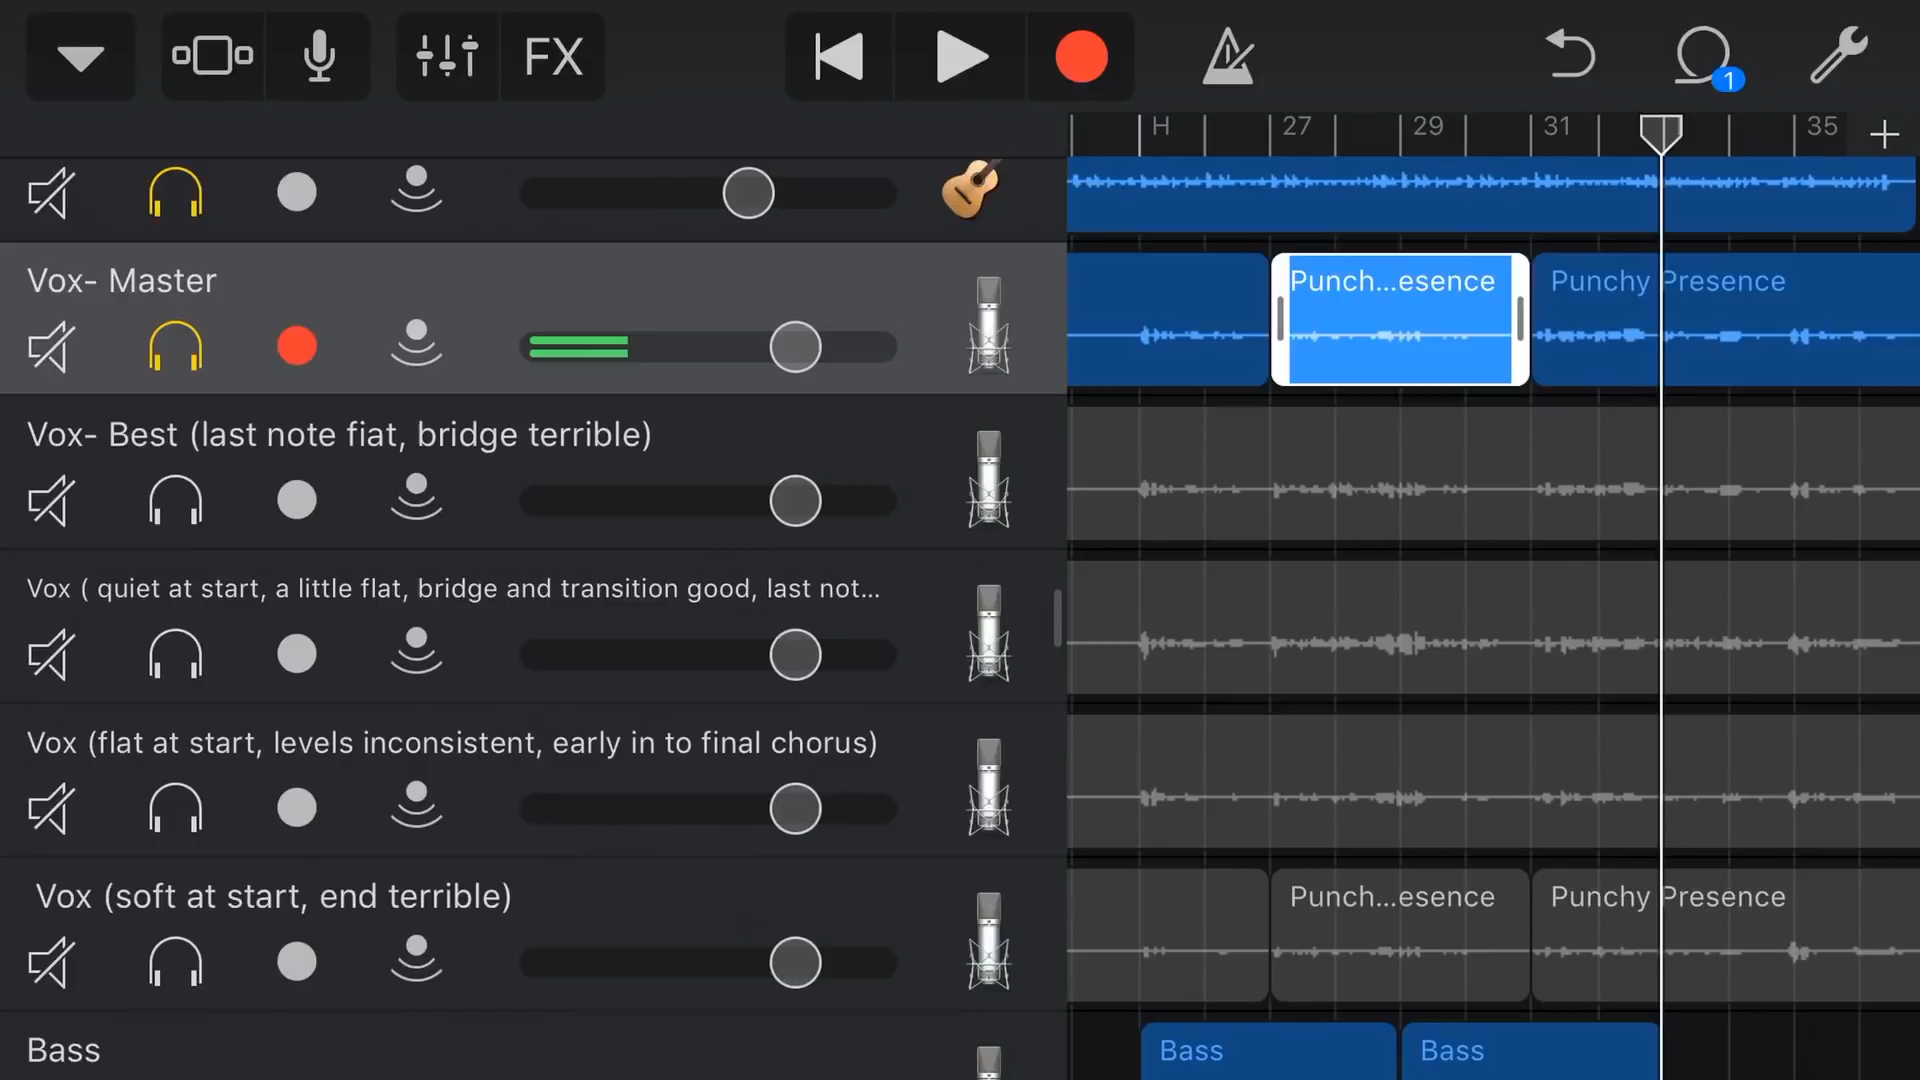 FX
1
H 27 29 31 35
Vox- Master
Punch...esence Punchy Presence
Vox- Best (last note fiat, bridge terrible)
Vox ( quiet at start, a little flat, bridge and transition good, last not...
Vox (flat at start, levels inconsistent, early in to final chorus)
Vox (soft at start, end terrible)
Punch...esence Punchy Presence
Bass
Bass Bass